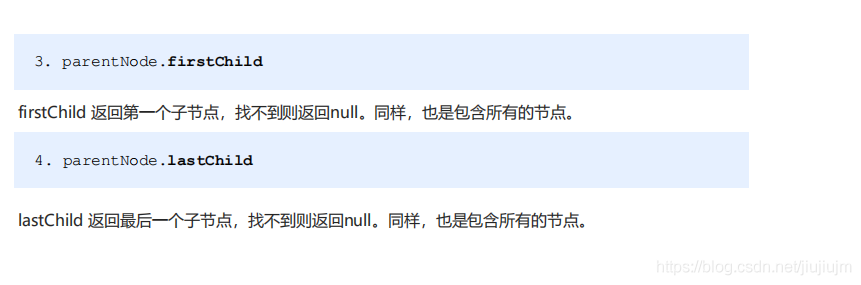 3. parentNode.firstChild
firstChild 返回第一个子节点，找不到则返回null。同样，也是包含所有的节点。
4. parentNode.lastChild
lastChild 返回最后一个子节点，找不到则返回null。同样，也是包含所有的节点。
https://blog.csdn.net/jiujiujm